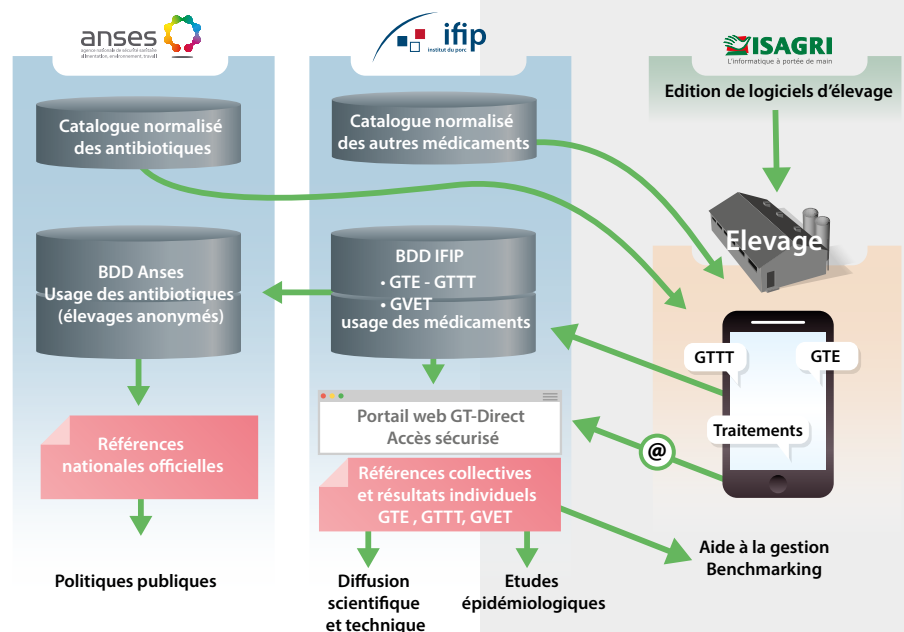 anses
agence nationale de sécurité sanitaire
alimentation, environnement, travail
Catalogue normalisé
des antibiotiques
BDD Anses
Usage des antibiotiques
(élevages anonymés)
Références
nationales officielles
Politiques publiques
ifip
institut du porc
Catalogue normalisé
des autres médicaments
BDD IFIP
• GTE - GTTT
• GVET
usage des médicaments
Portail web GT-Direct
Accès sécurisé
Références collectives
et résultats individuels
GTE , GTTT, GVET
Diffusion
scientifique
et technique
Etudes
épidémiologiques
ISAGRI
L'informatique à portée de main
Edition de logiciels d'élevage
Elevage
GTTT
GTE
Traitements
@
Aide à la gestion
Benchmarking